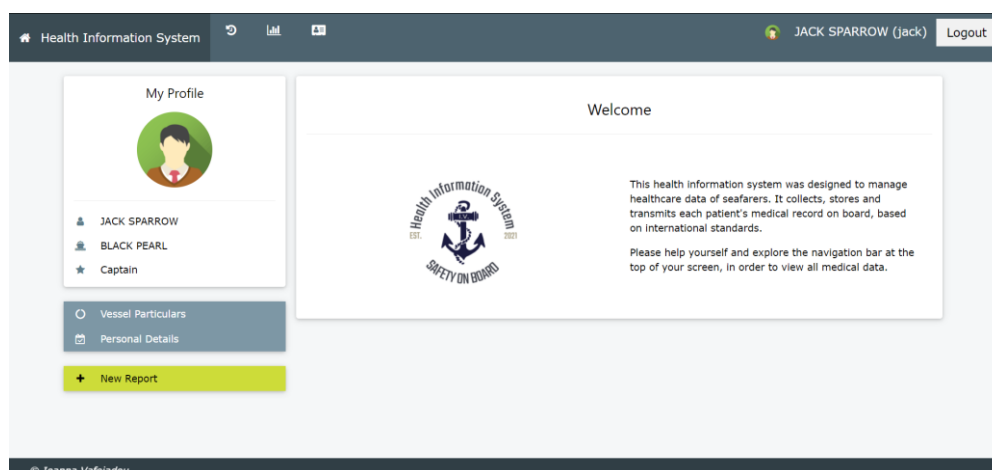 Health Information System
JACK SPARROW (jack)
Logout
My Profile
JACK SPARROW
BLACK PEARL
Captain
Vessel Particulars
Personal Details
New Report
Welcome
Health Information System
EST.
2021
SAFETY ON BOARD
This health information system was designed to manage
healthcare data of seafarers. It collects, stores and
transmits each patient's medical record on board, based
on international standards.
Please help yourself and explore the navigation bar at the
top of your screen, in order to view all medical data.
© Ioanna Vafeiadou